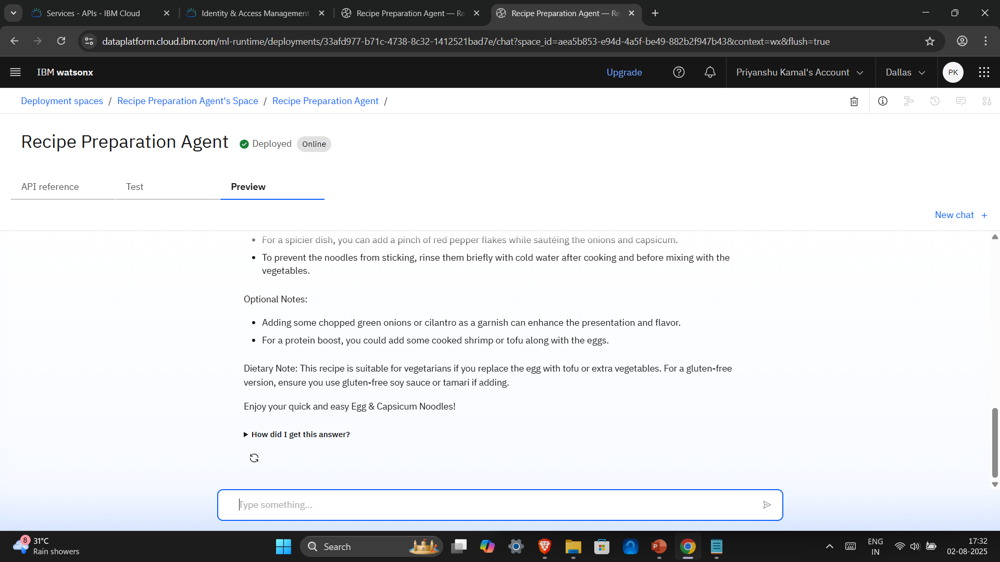 Services - APIs - IBM Cloud
Identity & Access Management
Recipe Preparation Agent — Re
Recipe Preparation Agent — Re
dataplatform.cloud.ibm.com/ml-runtime/deployments/33afd977-b71c-4738-8c32-1412521bad7e/chat?space_id=aea5b853-e94d-4a5f-be49-882b2f947b43&context=wx&flush=true
IBM watsonx
Upgrade
Priyanshu Kamal's Account
Dallas
PK
Deployment spaces / Recipe Preparation Agent's Space / Recipe Preparation Agent /
Recipe Preparation Agent
Deployed
Online
API reference
Test
Preview
New chat +
• For a spicier dish, you can add a pinch of red pepper flakes while sautéing the onions and capsicum.
• To prevent the noodles from sticking, rinse them briefly with cold water after cooking and before mixing with the
vegetables.
Optional Notes:
• Adding some chopped green onions or cilantro as a garnish can enhance the presentation and flavor.
• For a protein boost, you could add some cooked shrimp or tofu along with the eggs.
Dietary Note: This recipe is suitable for vegetarians if you replace the egg with tofu or extra vegetables. For a gluten-free
version, ensure you use gluten-free soy sauce or tamari if adding.
Enjoy your quick and easy Egg & Capsicum Noodles!
How did I get this answer?
Type something...
8
31°C
Rain showers
Search
ENG
IN
17:32
02-08-2025